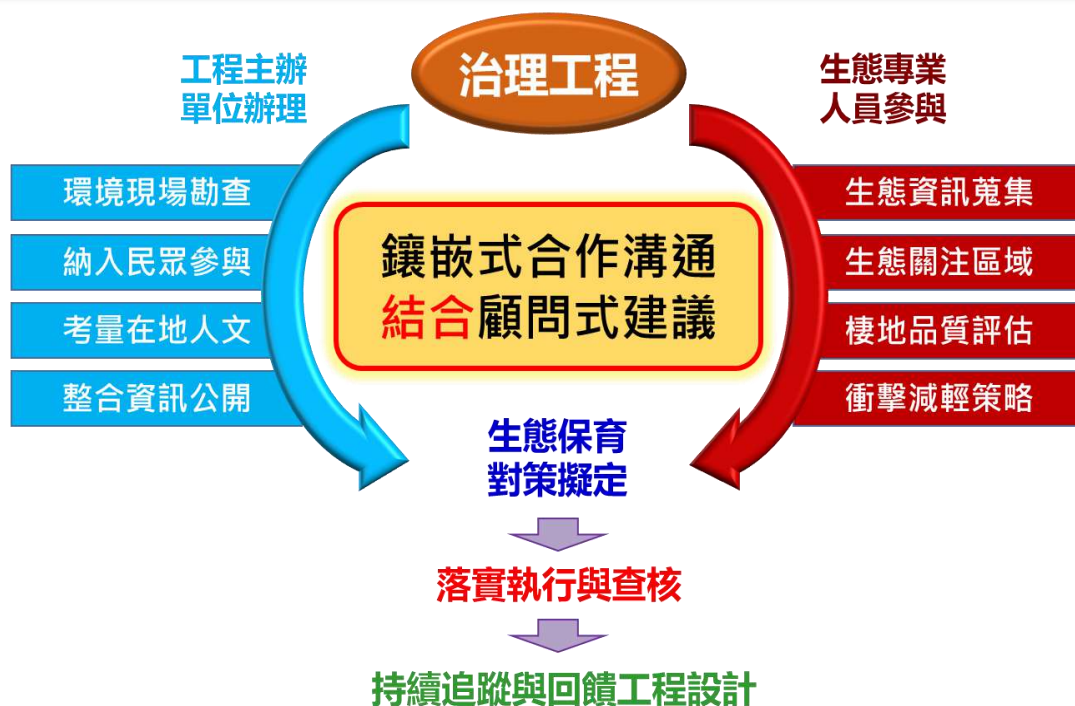 治理工程
工程主辦
單位辦理
環境現場勘查
納入民眾參與
考量在地人文
整合資訊公開
生態專業
人員參與
生態資訊蒐集
生態關注區域
棲地品質評估
衝擊減輕策略
鑲嵌式合作溝通
結合顧問式建議
生態保育
對策擬定
落實執行與查核
持續追蹤與回饋工程設計